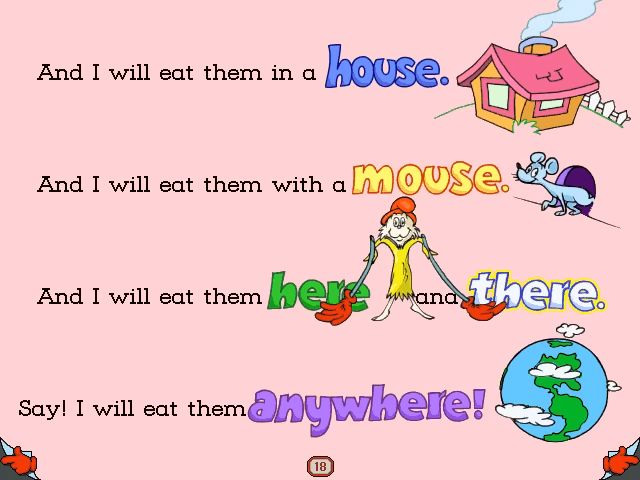 And I will eat them in a house.
And I will eat them with a mouse.
And I will eat them here and there.
Say! I will eat them anywhere!
18